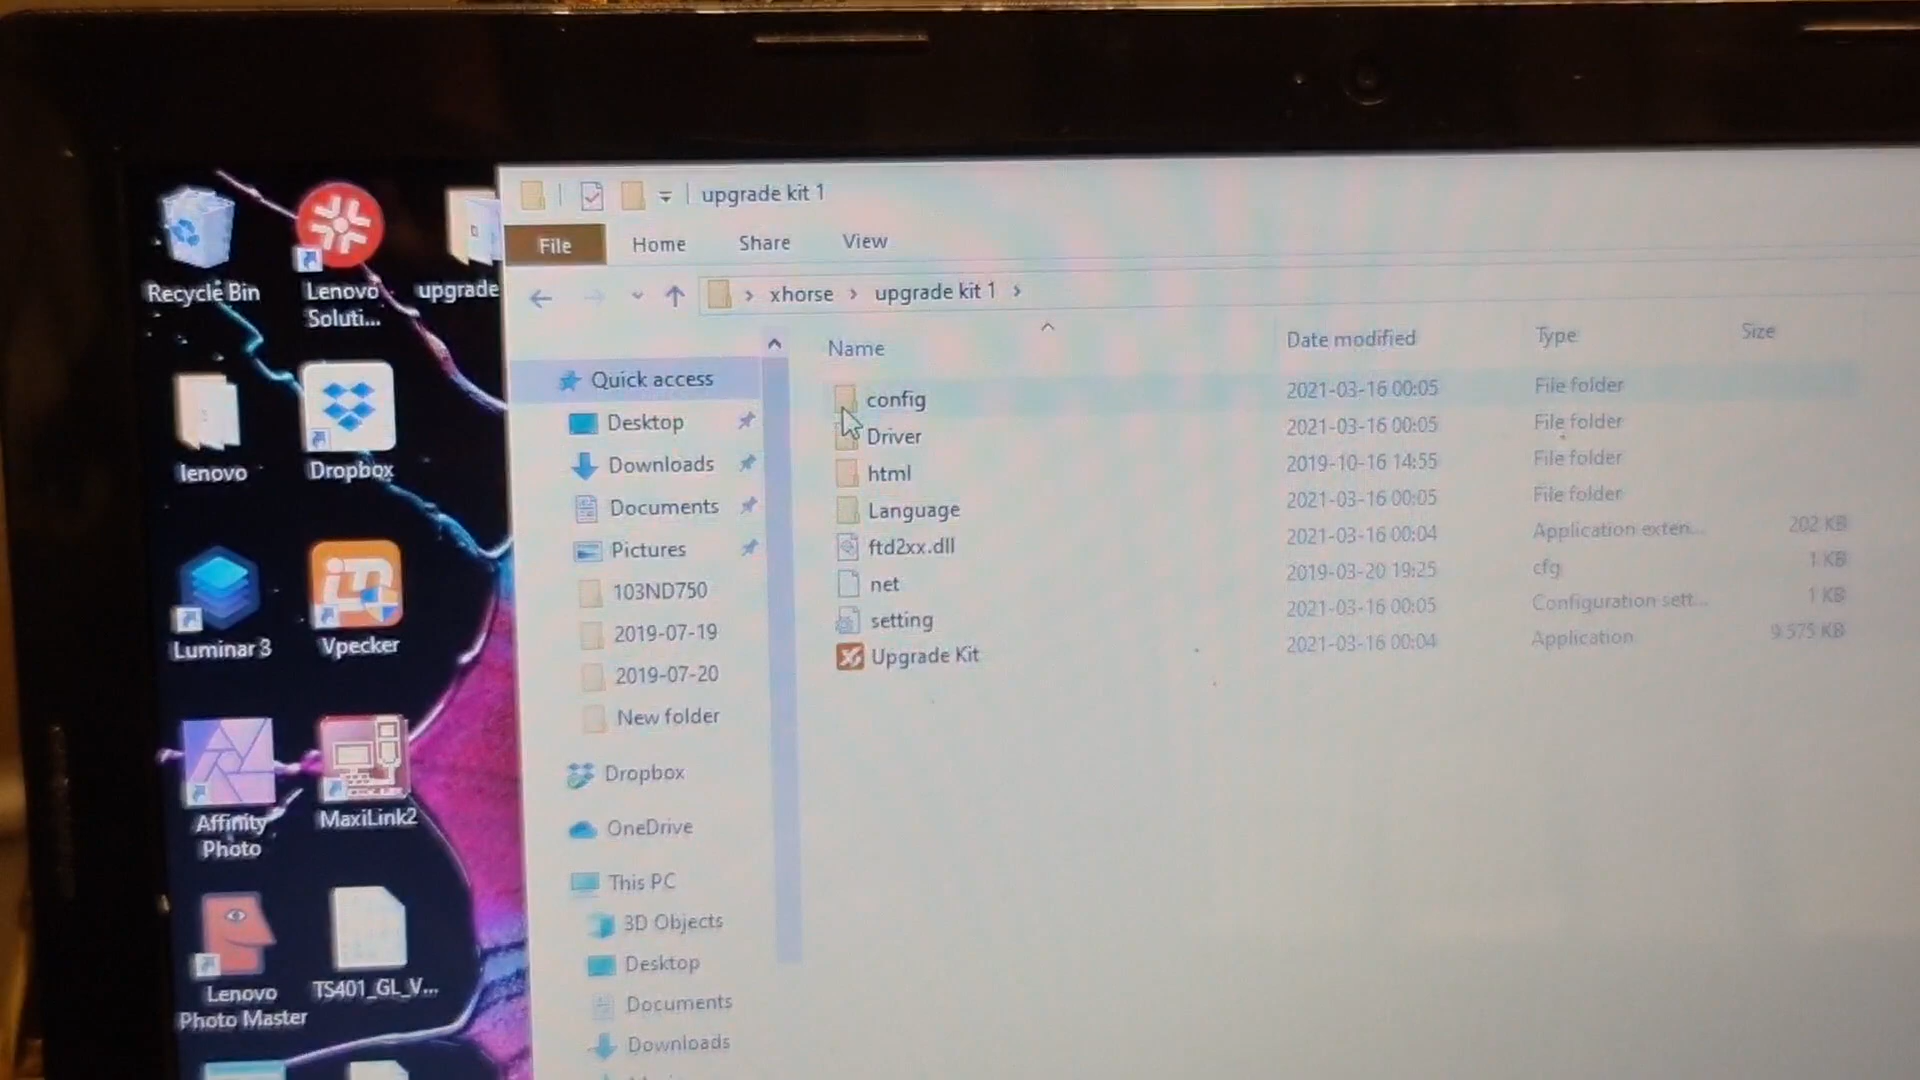 Recycle Bin
Lenovo
Soluti...
upgrade
lenovo
Dropbox
Luminar 3
Vpecker
Affinity
Photo
MaxiLink2
Lenovo
Photo Master
TS401_GL_V...
upgrade kit 1
File Home Share View
xhorse › upgrade kit 1 ›
Quick access
Desktop
Downloads
Documents
Pictures
103ND750
2019-07-19
2019-07-20
New folder
Dropbox
OneDrive
This PC
3D Objects
Desktop
Documents
Downloads
Name Date modified Type Size
config 2021-03-16 00:05 File folder
Driver 2021-03-16 00:05 File folder
html 2019-10-16 14:55 File folder
Language 2021-03-16 00:05 File folder
ftd2xx.dll 2021-03-16 00:04 Application exten... 202 KB
net 2019-03-20 19:25 cfg 1 KB
setting 2021-03-16 00:05 Configuration sett... 1 KB
Upgrade Kit 2021-03-16 00:04 Application 9 575 KB